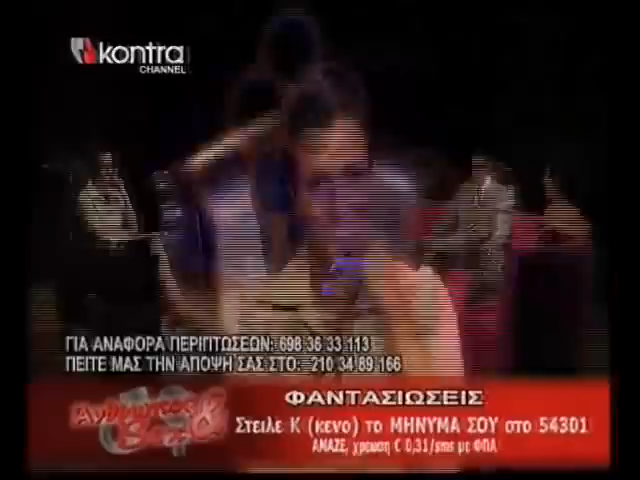 kontra
CHANNEL
ΓΙΑ ΑΝΑΦΟΡΑ ΠΕΡΙΠΤΩΣΕΩΝ: 698 36 33 113
ΠΕΙΤΕ ΜΑΣ ΤΗΝ ΑΠΟΨΗ ΣΑΣ ΣΤΟ: 210 34 89 166
ΦΑΝΤΑΣΙΩΣΕΙΣ
Στειλε Κ (κενο) το ΜΗΝΥΜΑ ΣΟΥ στο 54301
ΑΜΑΖΕ, χρεωση € 0,31/sms με ΦΠΑ